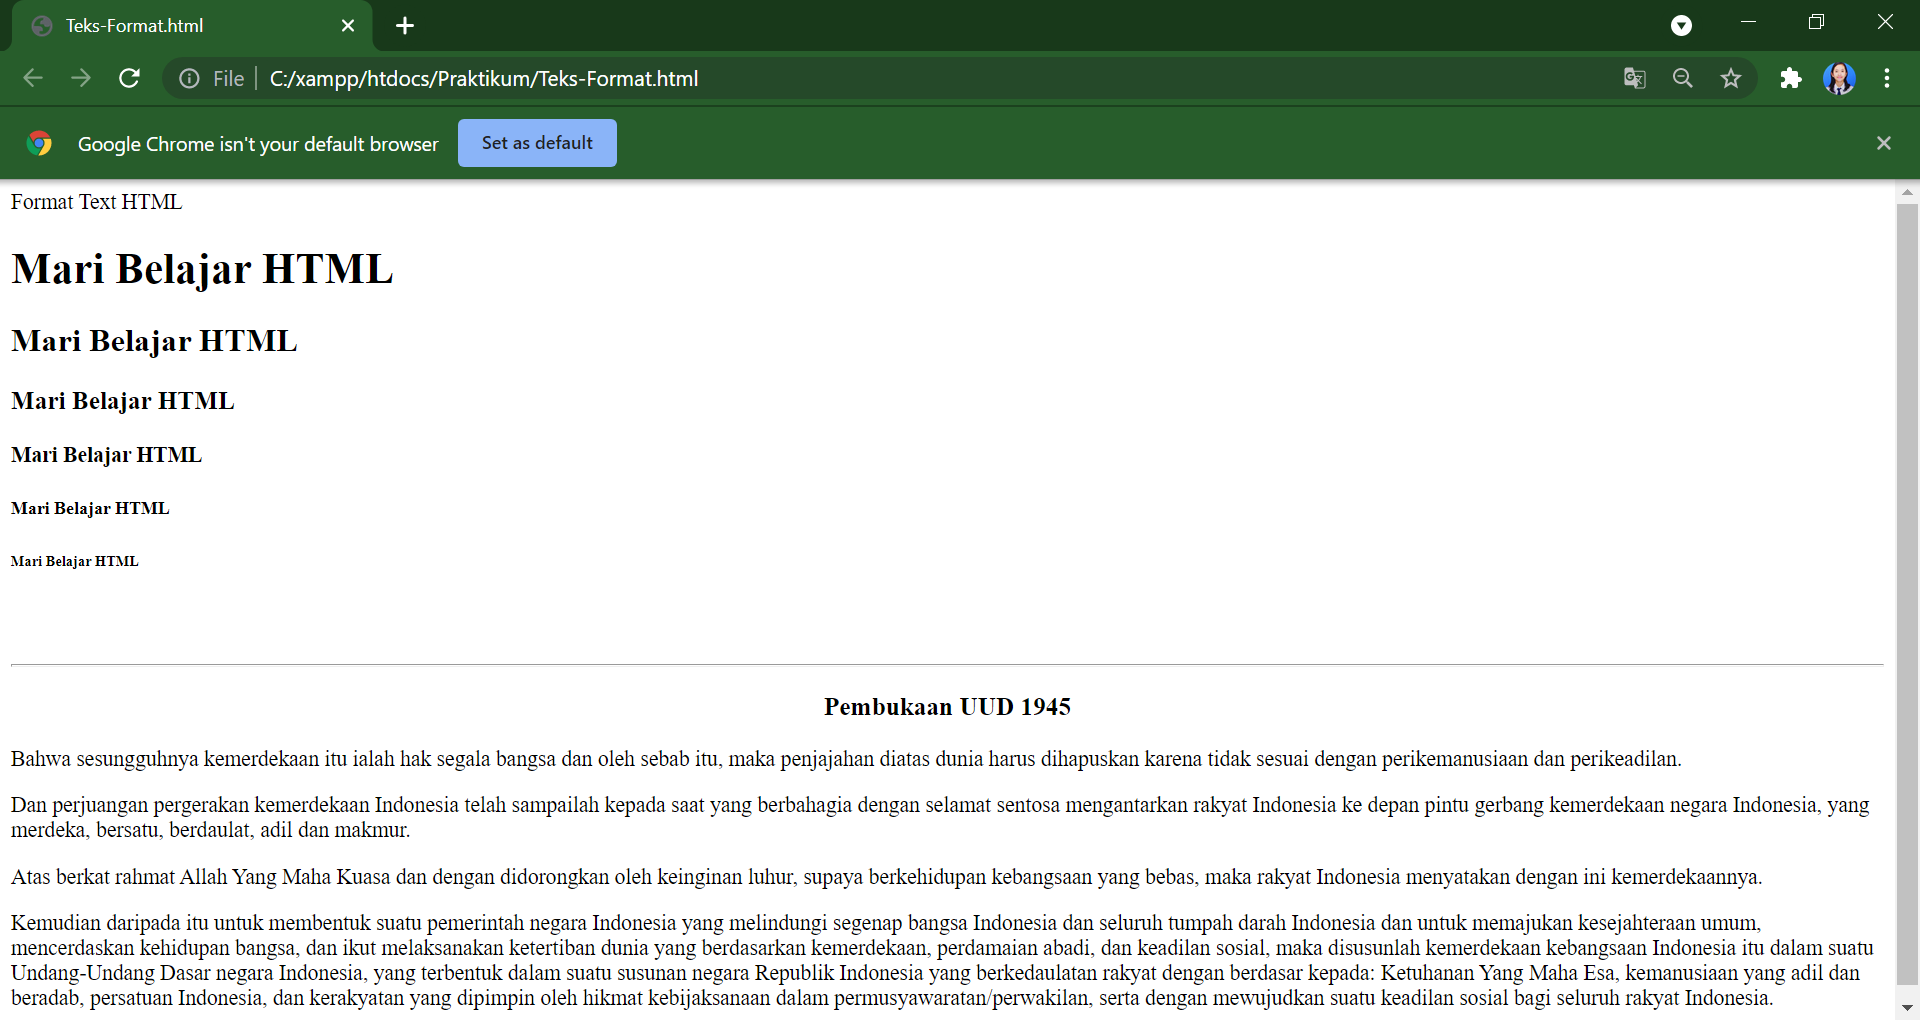 Teks-Format.html
File
C:/xampp/htdocs/Praktikum/Teks-Format.html
Google Chrome isn't your default browser
Set as default
Format Text HTML
Mari Belajar HTML
Mari Belajar HTML
Mari Belajar HTML
Mari Belajar HTML
Mari Belajar HTML
Mari Belajar HTML
Pembukaan UUD 1945
Bahwa sesungguhnya kemerdekaan itu ialah hak segala bangsa dan oleh sebab itu, maka penjajahan diatas dunia harus dihapuskan karena tidak sesuai dengan perikemanusiaan dan perikeadilan.
Dan perjuangan pergerakan kemerdekaan Indonesia telah sampailah kepada saat yang berbahagia dengan selamat sentosa mengantarkan rakyat Indonesia ke depan pintu gerbang kemerdekaan negara Indonesia, yang
merdeka, bersatu, berdaulat, adil dan makmur.
Atas berkat rahmat Allah Yang Maha Kuasa dan dengan didorongkan oleh keinginan luhur, supaya berkehidupan kebangsaan yang bebas, maka rakyat Indonesia menyatakan dengan ini kemerdekaannya.
Kemudian daripada itu untuk membentuk suatu pemerintah negara Indonesia yang melindungi segenap bangsa Indonesia dan seluruh tumpah darah Indonesia dan untuk memajukan kesejahteraan umum,
mencerdaskan kehidupan bangsa, dan ikut melaksanakan ketertiban dunia yang berdasarkan kemerdekaan, perdamaian abadi, dan keadilan sosial, maka disusunlah kemerdekaan kebangsaan Indonesia itu dalam suatu
Undang-Undang Dasar negara Indonesia, yang terbentuk dalam suatu susunan negara Republik Indonesia yang berkedaulatan rakyat dengan berdasar kepada: Ketuhanan Yang Maha Esa, kemanusiaan yang adil dan
beradab, persatuan Indonesia, dan kerakyatan yang dipimpin oleh hikmat kebijaksanaan dalam permusyawaratan/perwakilan, serta dengan mewujudkan suatu keadilan sosial bagi seluruh rakyat Indonesia.